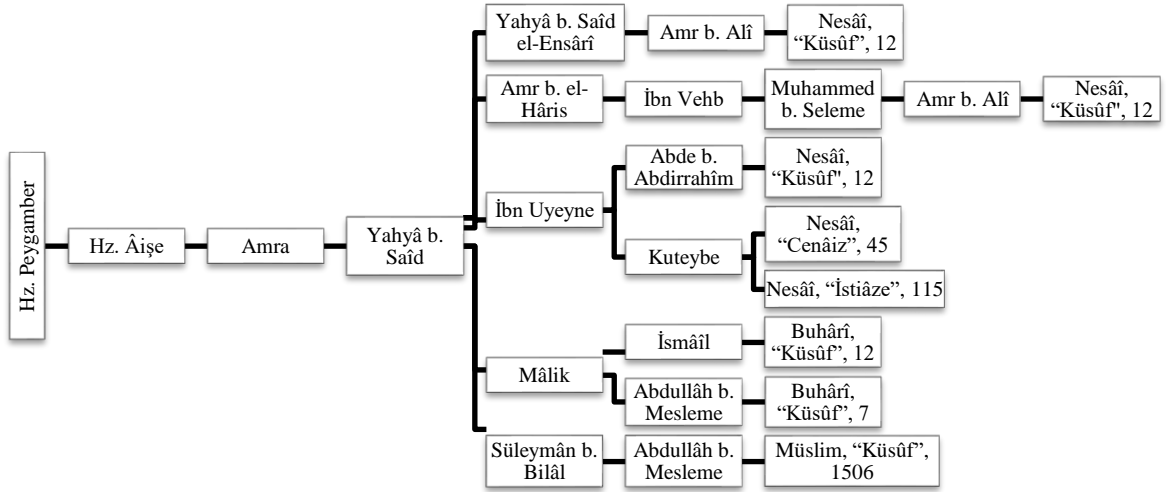 Hz. Peygamber
Hz. Âişe
Amra
Yahyâ b.
Saîd
Yahyâ b. Saîd
el-Ensârî
Amr b. Alî
Nesâî,
“Küsûf”, 12
Amr b. el-
Hâris
İbn Vehb
Muhammed
b. Seleme
Amr b. Alî
Nesâî,
“Küsûf", 12
İbn Uyeyne
Abde b.
Abdirrahîm
Nesâî,
“Küsûf", 12
Kuteybe
Nesâî,
“Cenâiz”, 45
Nesâî, “İstiâze”, 115
Mâlik
İsmâîl
Buhârî,
“Küsûf”, 12
Abdullâh b.
Mesleme
Buhârî,
“Küsûf”, 7
Süleymân b.
Bilâl
Abdullâh b.
Mesleme
Müslim, “Küsûf”,
1506